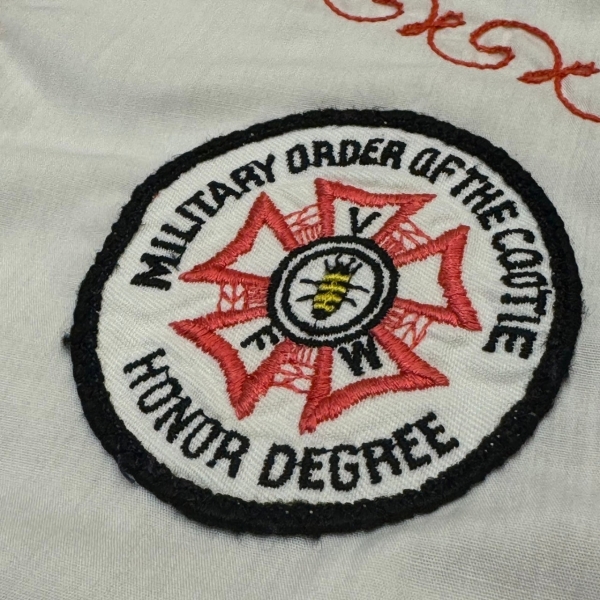 MILITARY ORDER OF THE COOTIE
V
F W
HONOR DEGREE